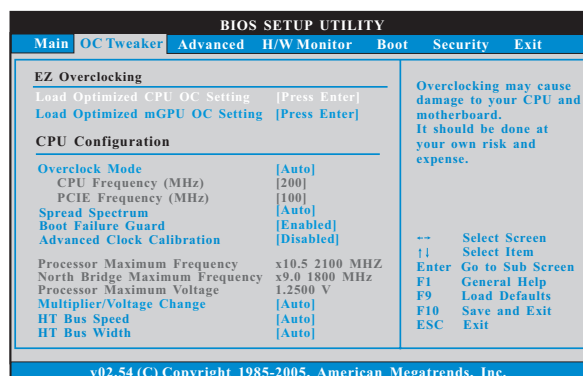 BIOS SETUP UTILITY
Main OC Tweaker Advanced H/W Monitor Boot Security Exit
EZ Overclocking
Load Optimized CPU OC Setting [Press Enter]
Load Optimized mGPU OC Setting [Press Enter]
CPU Configuration
Overclock Mode [Auto]
CPU Frequency (MHz) [200]
PCIE Frequency (MHz) [100]
Spread Spectrum [Auto]
Boot Failure Guard [Enabled]
Advanced Clock Calibration [Disabled]
Processor Maximum Frequency x10.5 2100 MHZ
North Bridge Maximum Frequency x9.0 1800 MHz
Processor Maximum Voltage 1.2500 V
Multiplier/Voltage Change [Auto]
HT Bus Speed [Auto]
HT Bus Width [Auto]
Overclocking may cause
damage to your CPU and
motherboard.
It should be done at
your own risk and
expense.
←→ Select Screen
↑↓ Select Item
Enter Go to Sub Screen
F1 General Help
F9 Load Defaults
F10 Save and Exit
ESC Exit
v02.54 (C) Copyright 1985-2005, American Megatrends, Inc.